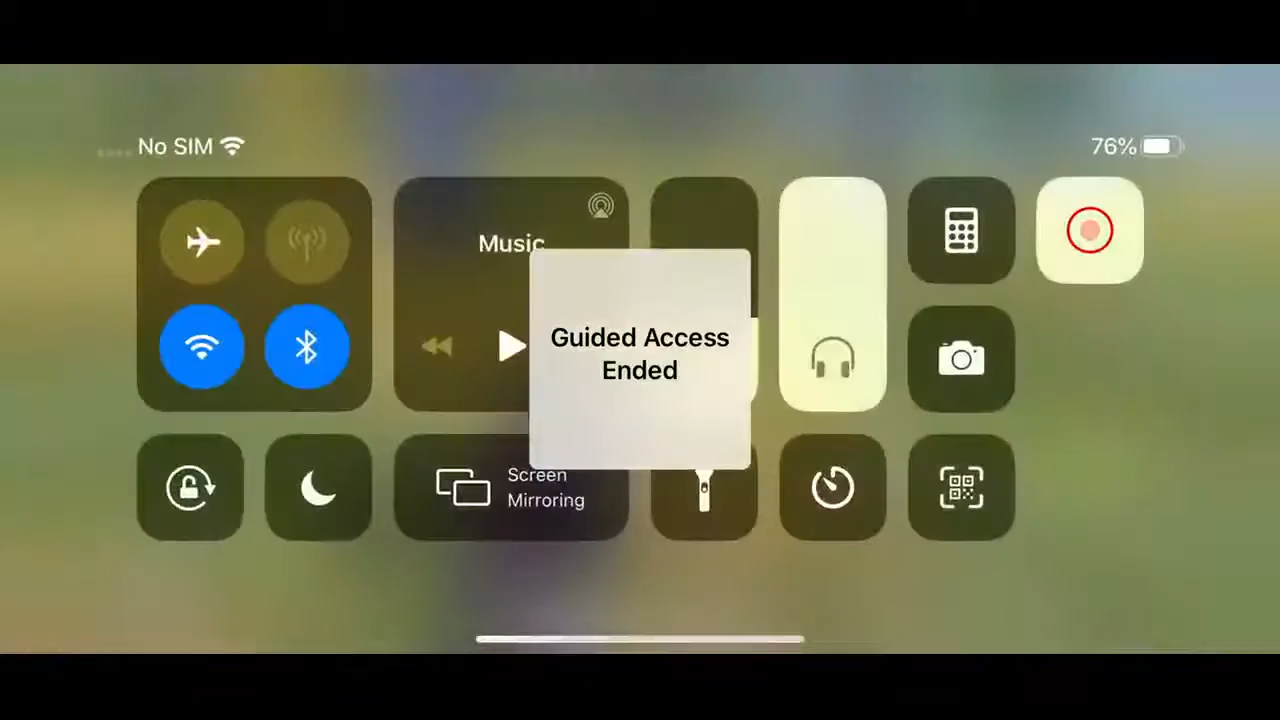 No SIM
76%
Music
Guided Access
Ended
Screen
Mirroring